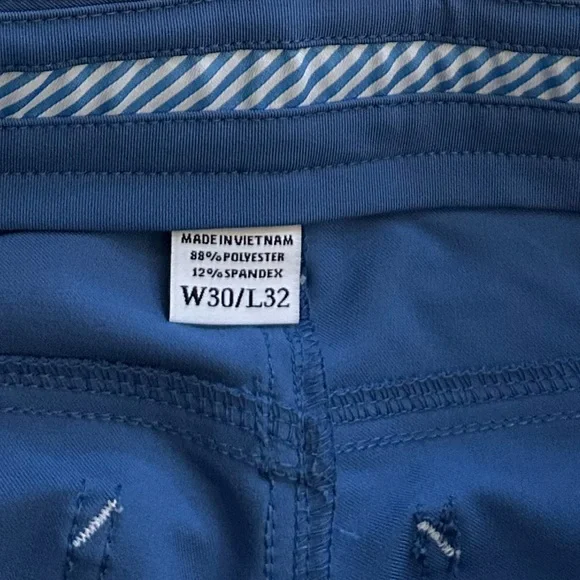 MADE IN VIETNAM
88% POLYESTER
12% SPANDEX
W30/L32